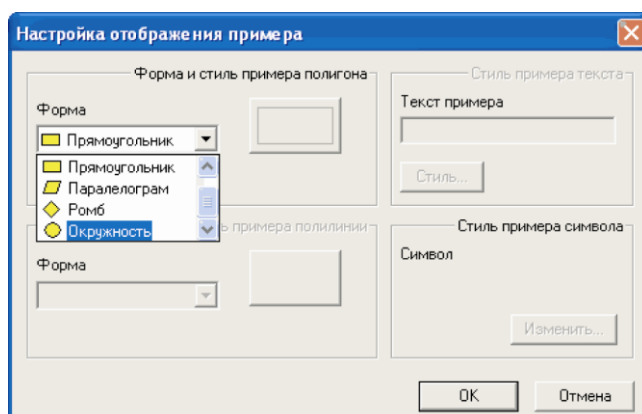 Настройка отображения примера
Форма и стиль примера полигона
Форма
Прямоугольник
Прямоугольник
Паралелограм
Ромб
Окружность
Стиль примера текста
Текст примера
Стиль...
ь примера полилинии
Форма
Стиль примера символа
Символ
Изменить...
OK
Отмена